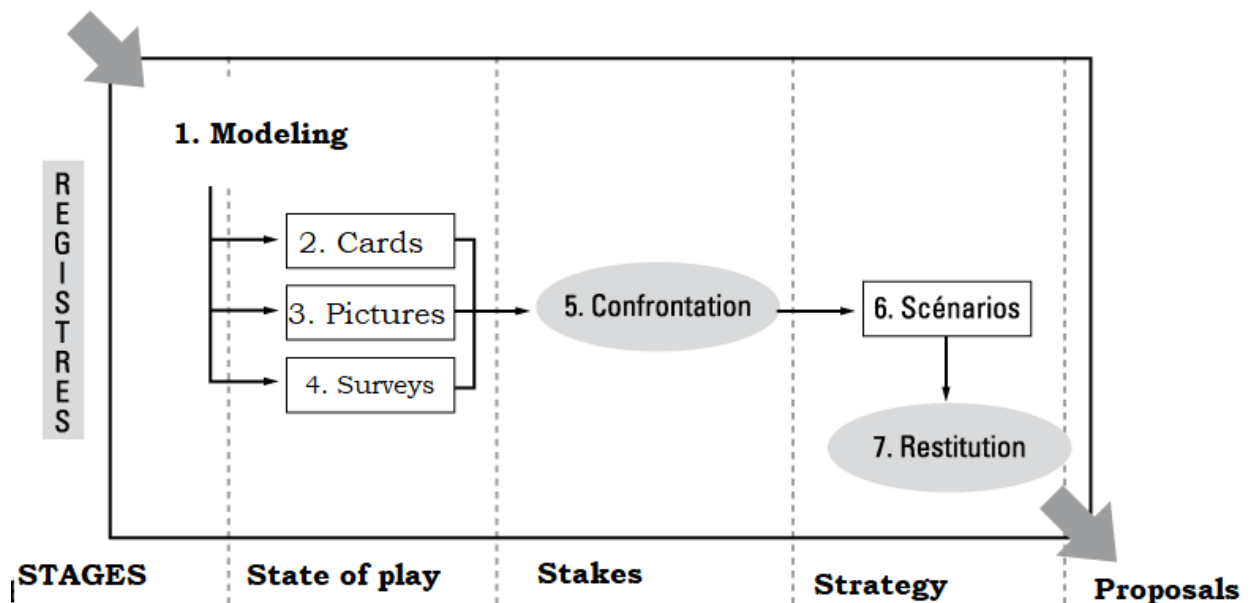 1. Modeling
REGISTRES
2. Cards
3. Pictures
4. Surveys
5. Confrontation
6. Scénarios
7. Restitution
STAGES
State of play
Stakes
Strategy
Proposals